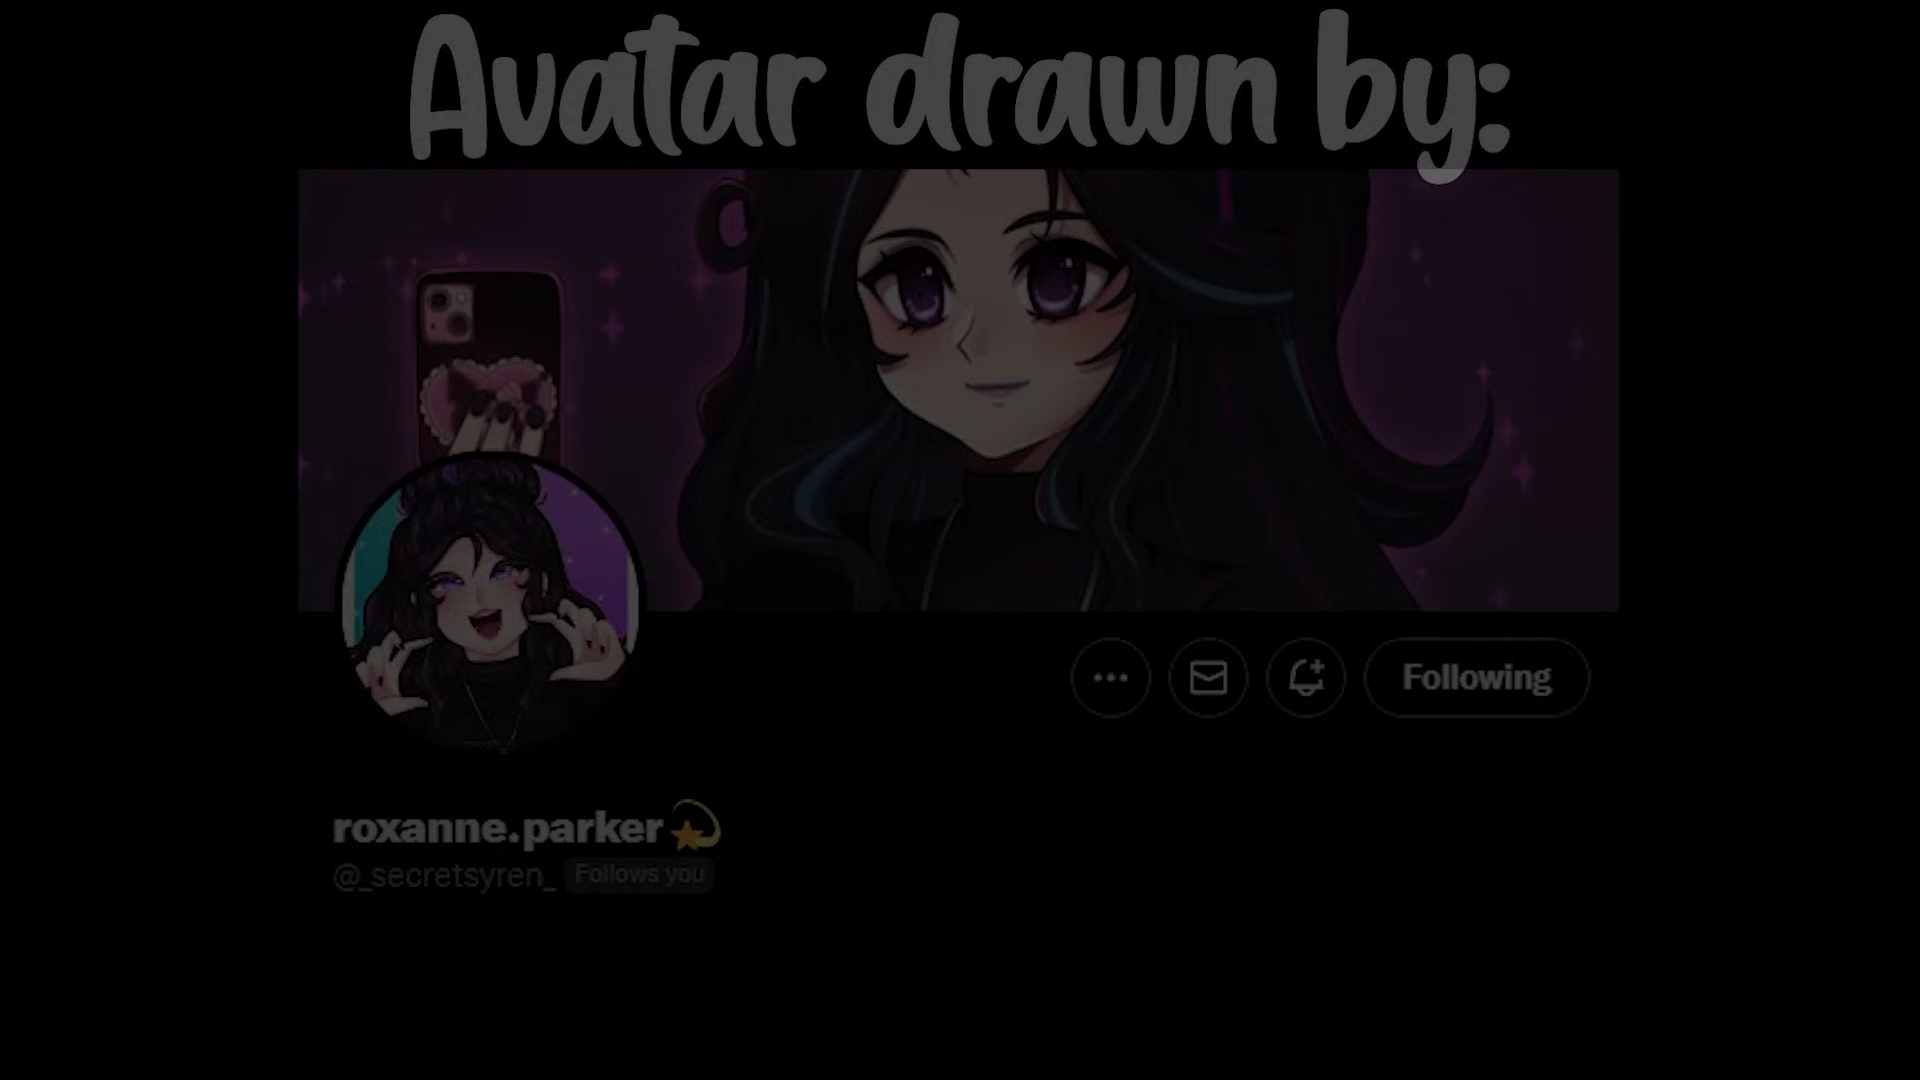 Avatar drawn by:
Following
roxanne.parker💫
@_secretsyren_ Follows you